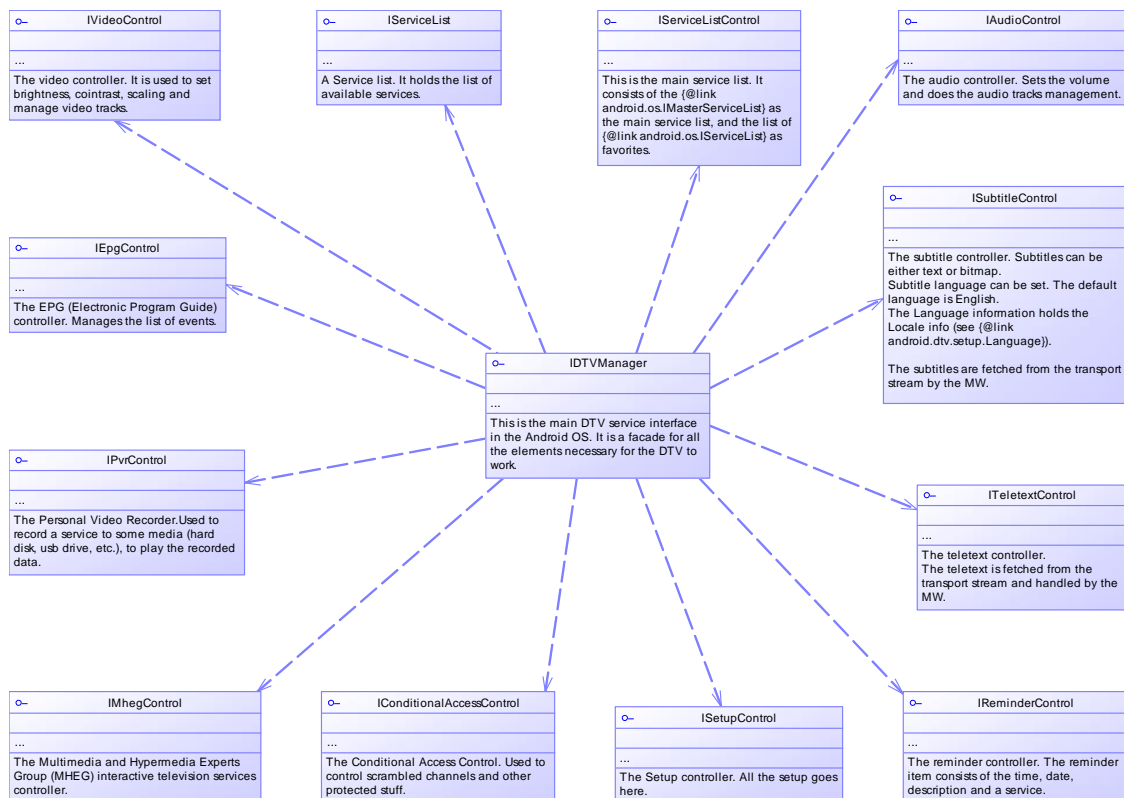 IVideoControl
...
The video controller. It is used to set
brightness, cointrast, scaling and
manage video tracks.
IServiceList
...
A Service list. It holds the list of
available services.
IServiceListControl
...
This is the main service list. It
consists of the {@link
android.os.IMasterServiceList} as
the main service list, and the list of
{@link android.os.IServiceList} as
favorites.
IAudioControl
...
The audio controller. Sets the volume
and does the audio tracks management.
ISubtitleControl
...
The subtitle controller. Subtitles can be
either text or bitmap.
Subtitle language can be set. The default
language is English.
The Language information holds the
Locale info (see {@link
android.dtv.setup.Language}).
The subtitles are fetched from the transport
stream by the MW.
IEpgControl
...
The EPG (Electronic Program Guide)
controller. Manages the list of events.
IDTVManager
...
This is the main DTV service interface
in the Android OS. It is a facade for all
the elements necessary for the DTV to
work.
IPvrControl
...
The Personal Video Recorder.Used to
record a service to some media (hard
disk, usb drive, etc.), to play the recorded
data.
ITeletextControl
...
The teletext controller.
The teletext is fetched from the
transport stream and handled by the
MW.
IMhegControl
...
The Multimedia and Hypermedia Experts
Group (MHEG) interactive television services
controller.
IConditionalAccessControl
...
The Conditional Access Control. Used to
control scrambled channels and other
protected stuff.
ISetupControl
...
The Setup controller. All the setup goes
here.
IReminderControl
...
The reminder controller. The reminder
item consists of the time, date,
description and a service.